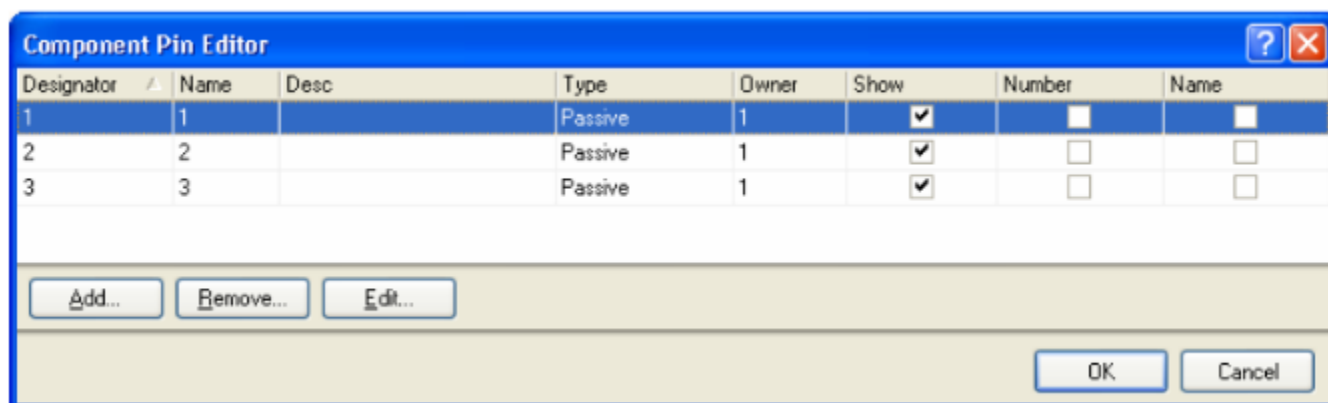 Component Pin Editor
Designator Name Desc Type Owner Show Number Name
1 1 Passive 1
2 2 Passive 1
3 3 Passive 1
Add... Remove... Edit...
OK Cancel